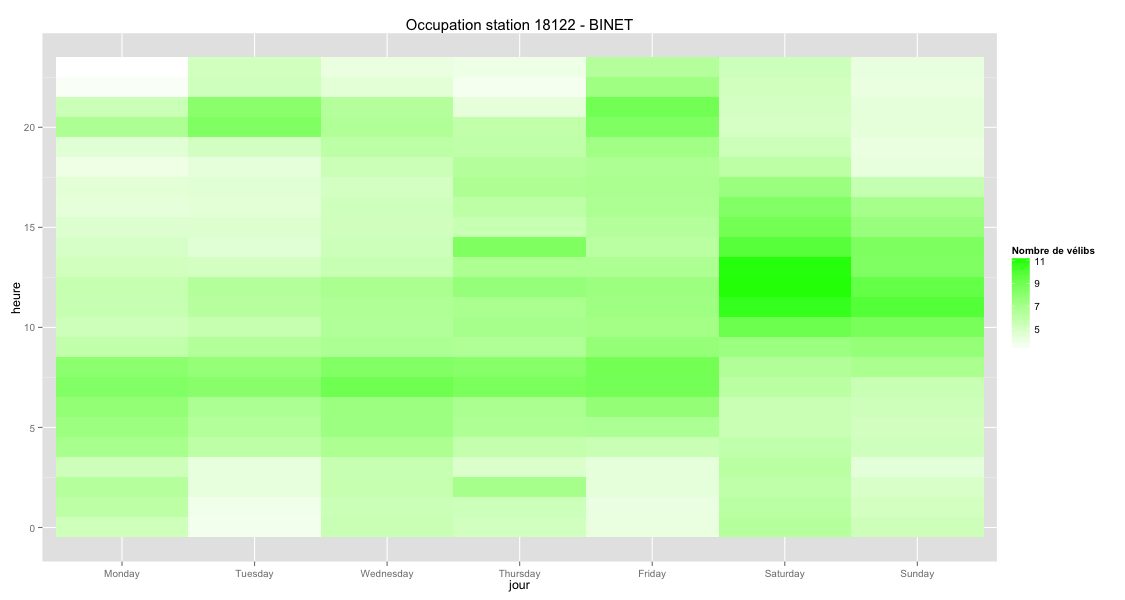 Occupation station 18122 - BINET
heure
20
15
10
5
0
Monday Tuesday Wednesday Thursday Friday Saturday Sunday
jour
Nombre de vélibs
11
9
7
5